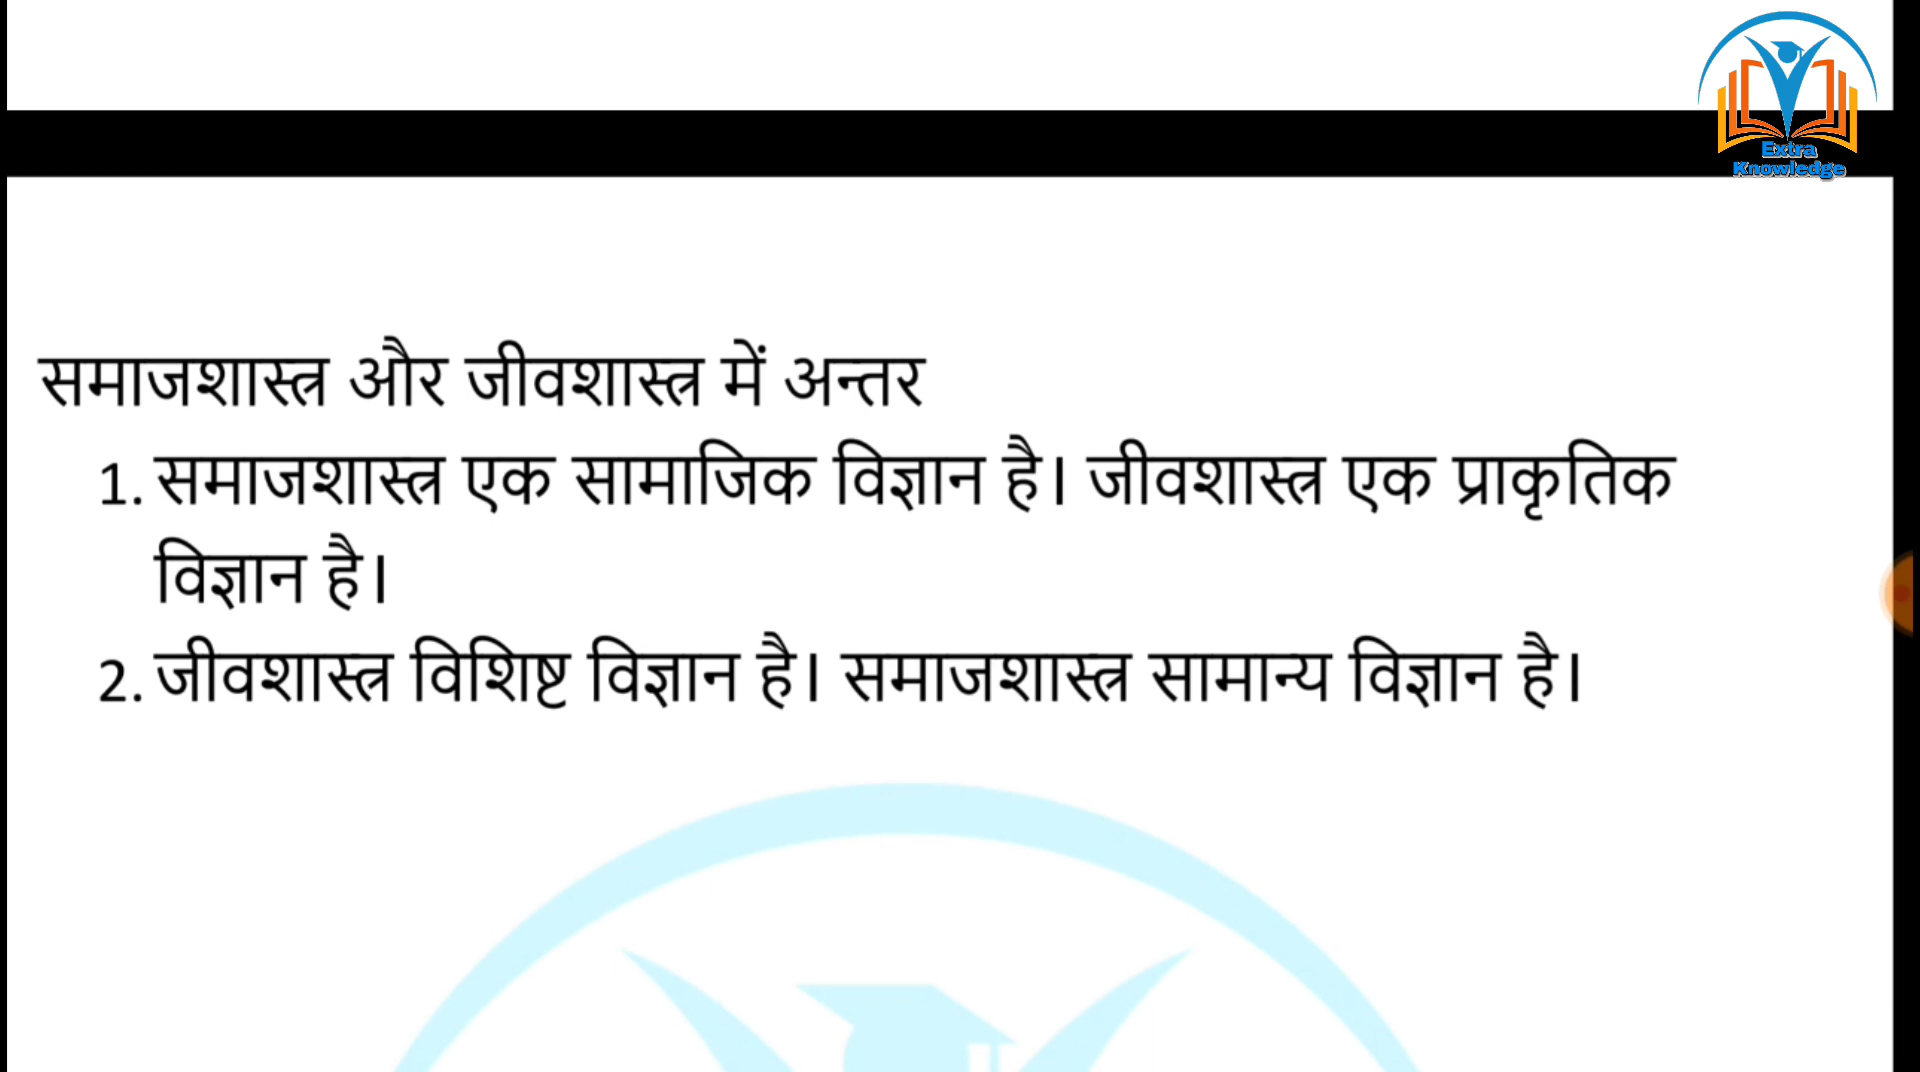 Extra
Knowledge
समाजशास्त्र और जीवशास्त्र में अन्तर
1. समाजशास्त्र एक सामाजिक विज्ञान है। जीवशास्त्र एक प्राकृतिक
विज्ञान है।
2. जीवशास्त्र विशिष्ट विज्ञान है। समाजशास्त्र सामान्य विज्ञान है।